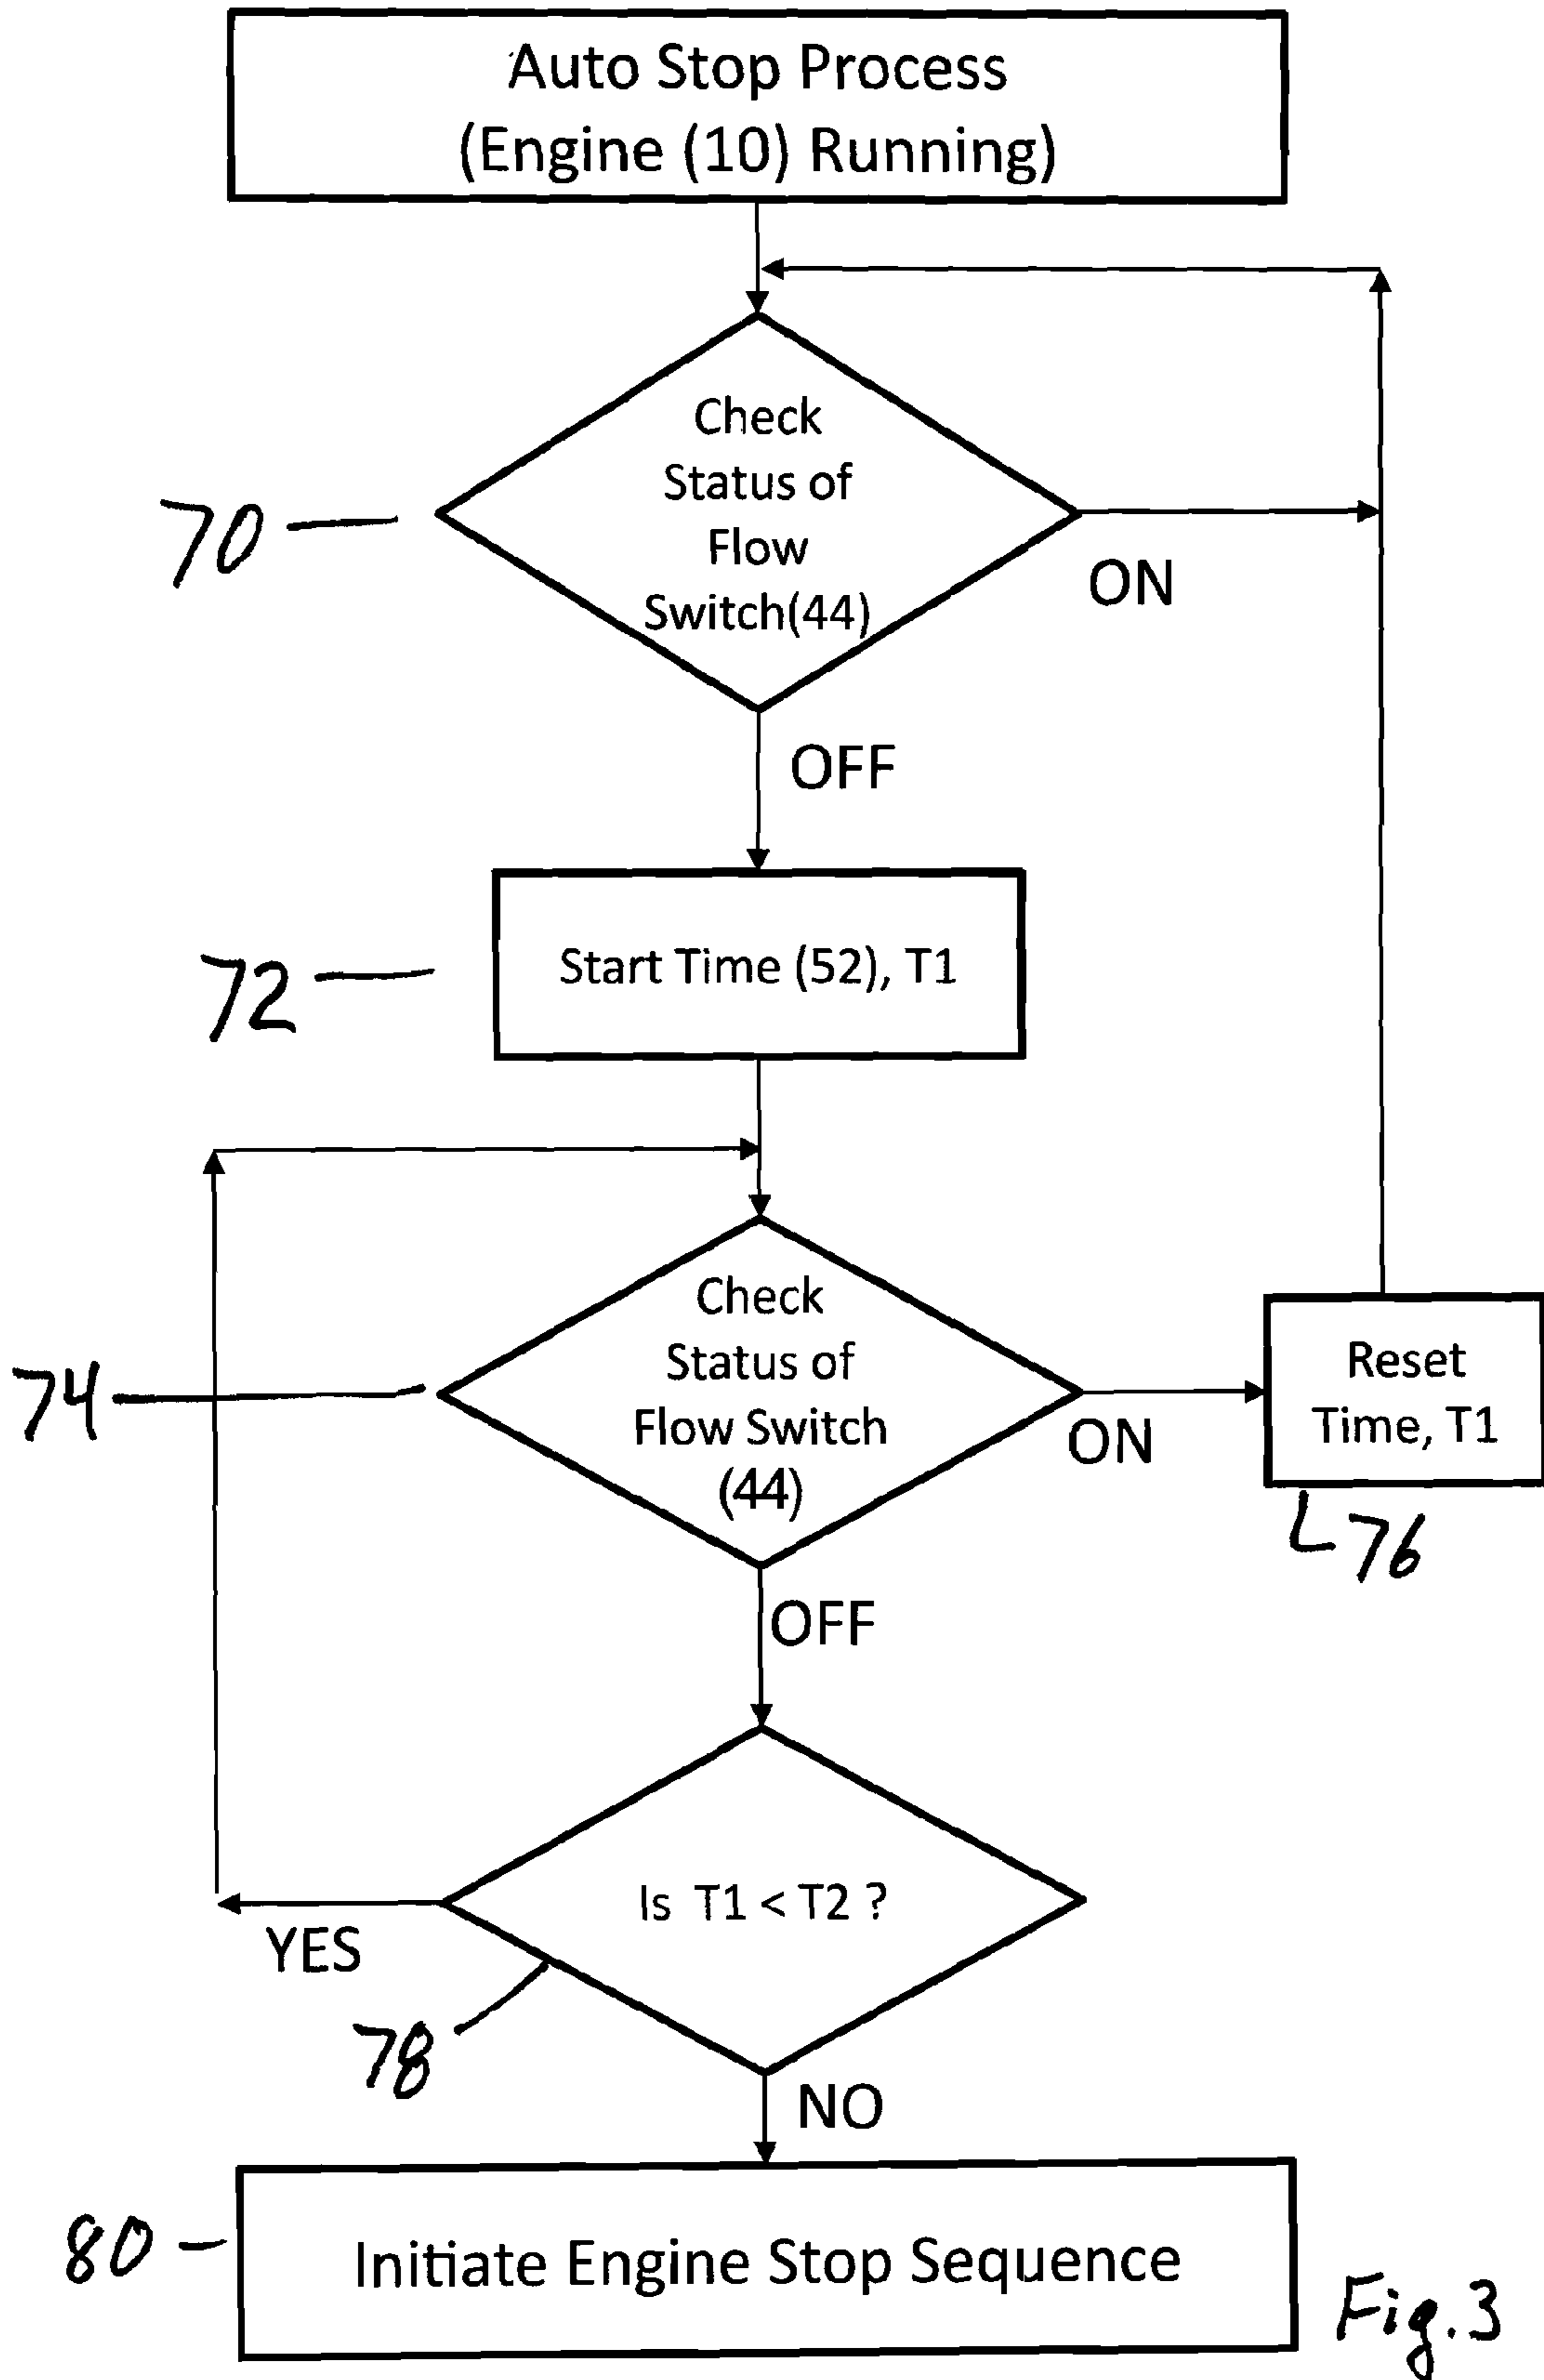 Auto Stop Process
(Engine (10) Running)
Check
Status of
Flow
Switch(44)
70
ON
OFF
Start Time (52), T1
72
Check
Status of
Flow Switch
(44)
74
ON
Reset
Time, T1
76
OFF
Is T1 < T2 ?
YES
78
NO
Initiate Engine Stop Sequence
80
Fig.3